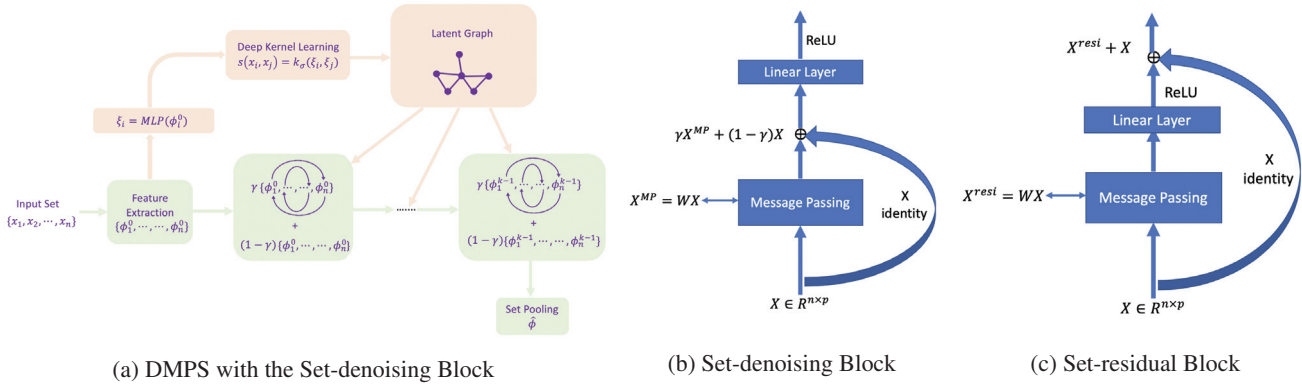 Deep Kernel Learning
s(x_i, x_j) = k_σ(ξ_i, ξ_j)
Latent Graph
ξ_i = MLP(ϕ_i^0)
Input Set
{x_1, x_2, ⋯, x_n}
Feature
Extraction
{ϕ_1^0, ⋯, ⋯, ϕ_n^0}
γ{ϕ_1^0, ⋯, ⋯, ϕ_n^0}
+
(1 − γ){ϕ_1^0, ⋯, ⋯, ϕ_n^0}
.......
γ{ϕ_1^{k−1}, ⋯, ⋯, ϕ_n^{k−1}}
+
(1 − γ){ϕ_1^{k−1}, ⋯, ⋯, ϕ_n^{k−1}}
Set Pooling
ϕ̂
(a) DMPS with the Set-denoising Block
ReLU
Linear Layer
γX^{MP} + (1 − γ)X
⊕
X^{MP} = WX
Message Passing
X
identity
X ∈ R^{n×p}
(b) Set-denoising Block
X^{resi} + X
⊕
ReLU
Linear Layer
X^{resi} = WX
Message Passing
X
identity
X ∈ R^{n×p}
(c) Set-residual Block